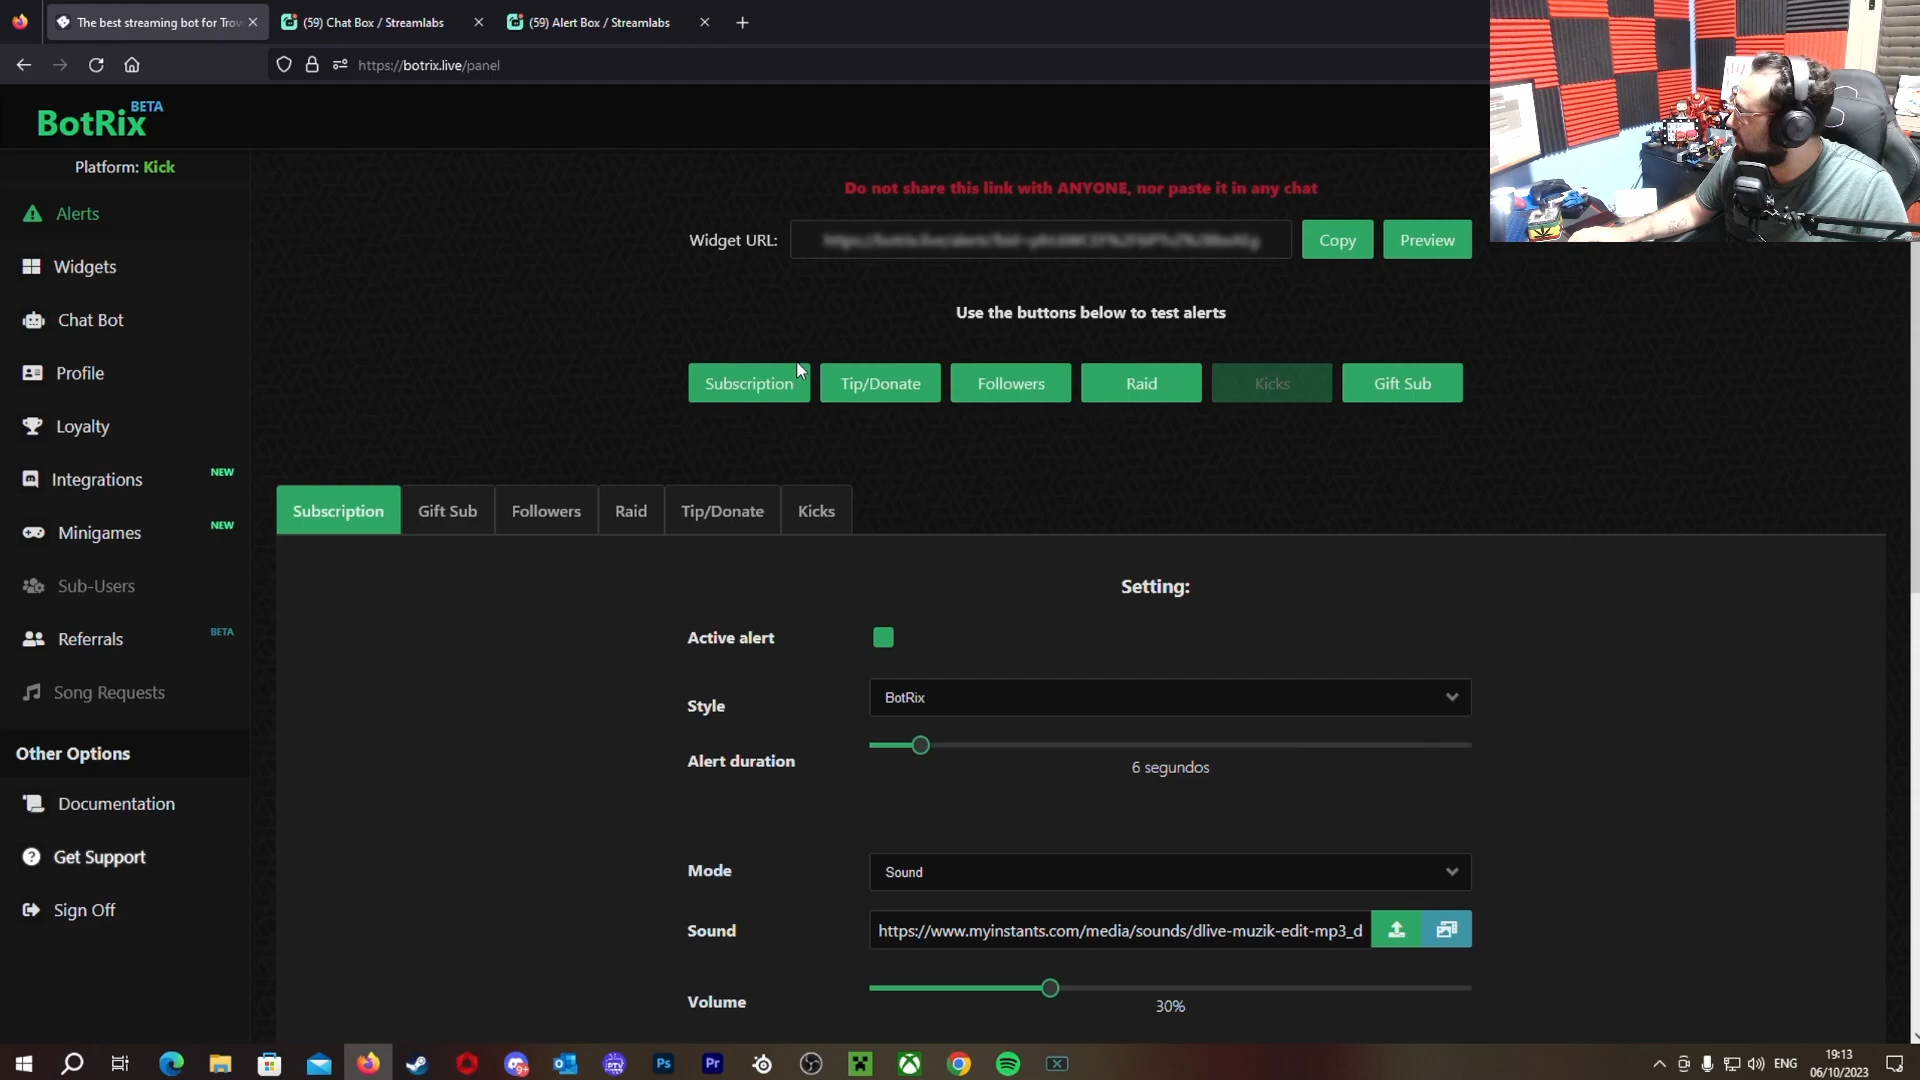 The best streaming bot for Trov
(59) Chat Box / Streamlabs
(59) Alert Box / Streamlabs
https://botrix.live/panel
BotRix BETA
Platform: Kick
Alerts
Widgets
Chat Bot
Profile
Loyalty
Integrations NEW
Minigames NEW
Sub-Users
Referrals BETA
Song Requests
Other Options
Documentation
Get Support
Sign Off
Do not share this link with ANYONE, nor paste it in any chat
Widget URL:
Copy
Preview
Use the buttons below to test alerts
Subscription
Tip/Donate
Followers
Raid
Kicks
Gift Sub
Subscription
Gift Sub
Followers
Raid
Tip/Donate
Kicks
Setting:
Active alert
Style
BotRix
Alert duration
6 segundos
Mode
Sound
Sound
https://www.myinstants.com/media/sounds/dlive-muzik-edit-mp3_d
Volume
30%
9+
IPTV
Ps
Pr
ENG
19:13
06/10/2023